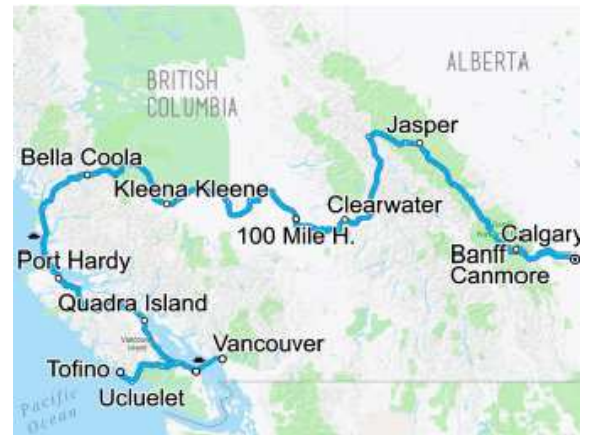 ALBERTA
BRITISH
COLUMBIA
Jasper
Bella Coola
Kleena Kleene
Clearwater
100 Mile H.
Calgary
Banff
Canmore
Port Hardy
Quadra Island
Vancouver
Tofino
Ucluelet
Pacific
Ocean